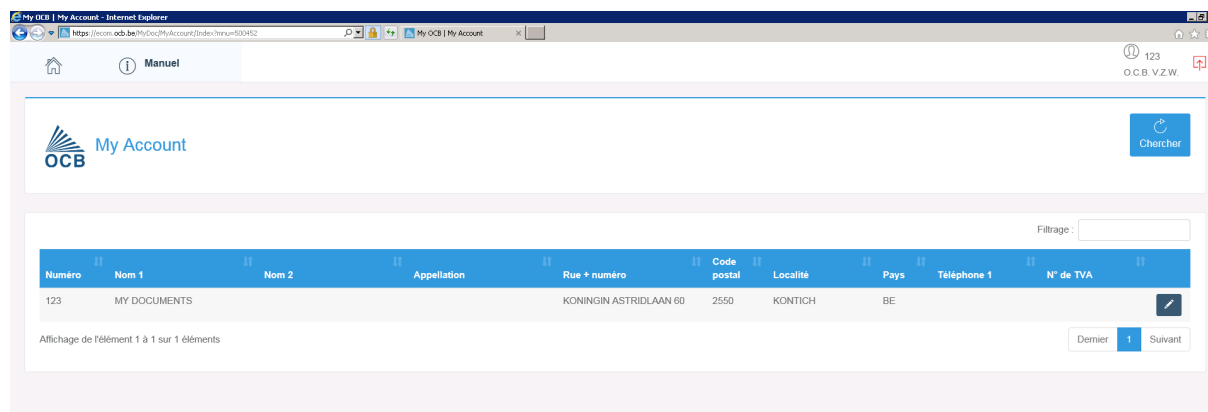 My OCB | My Account - Internet Explorer
https://ecom.ocb.be/MyDoc/MyAccount/Index?mnu=500452
My OCB | My Account
Manuel
123
O.C.B. V.Z.W.
OCB
My Account
Chercher
Filtrage :
Numéro Nom 1 Nom 2 Appellation Rue + numéro Code postal Localité Pays Téléphone 1 N° de TVA
123 MY DOCUMENTS KONINGIN ASTRIDLAAN 60 2550 KONTICH BE
Affichage de l'élément 1 à 1 sur 1 éléments
Dernier 1 Suivant